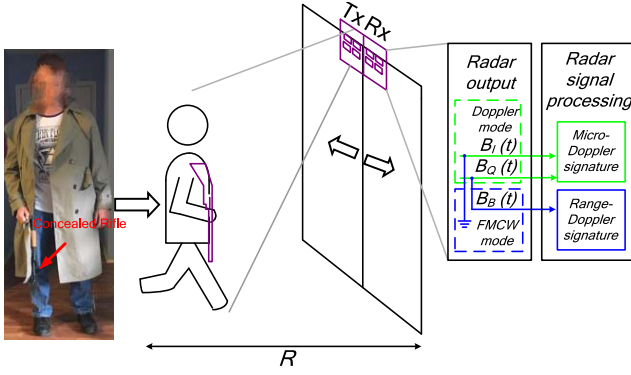 Tx Rx
Radar
output
Radar
signal
processing
Doppler
mode
B_I (t)
B_Q (t)
B_B (t)
FMCW
mode
Micro-
Doppler
signature
Range-
Doppler
signature
Concealed Rifle
R